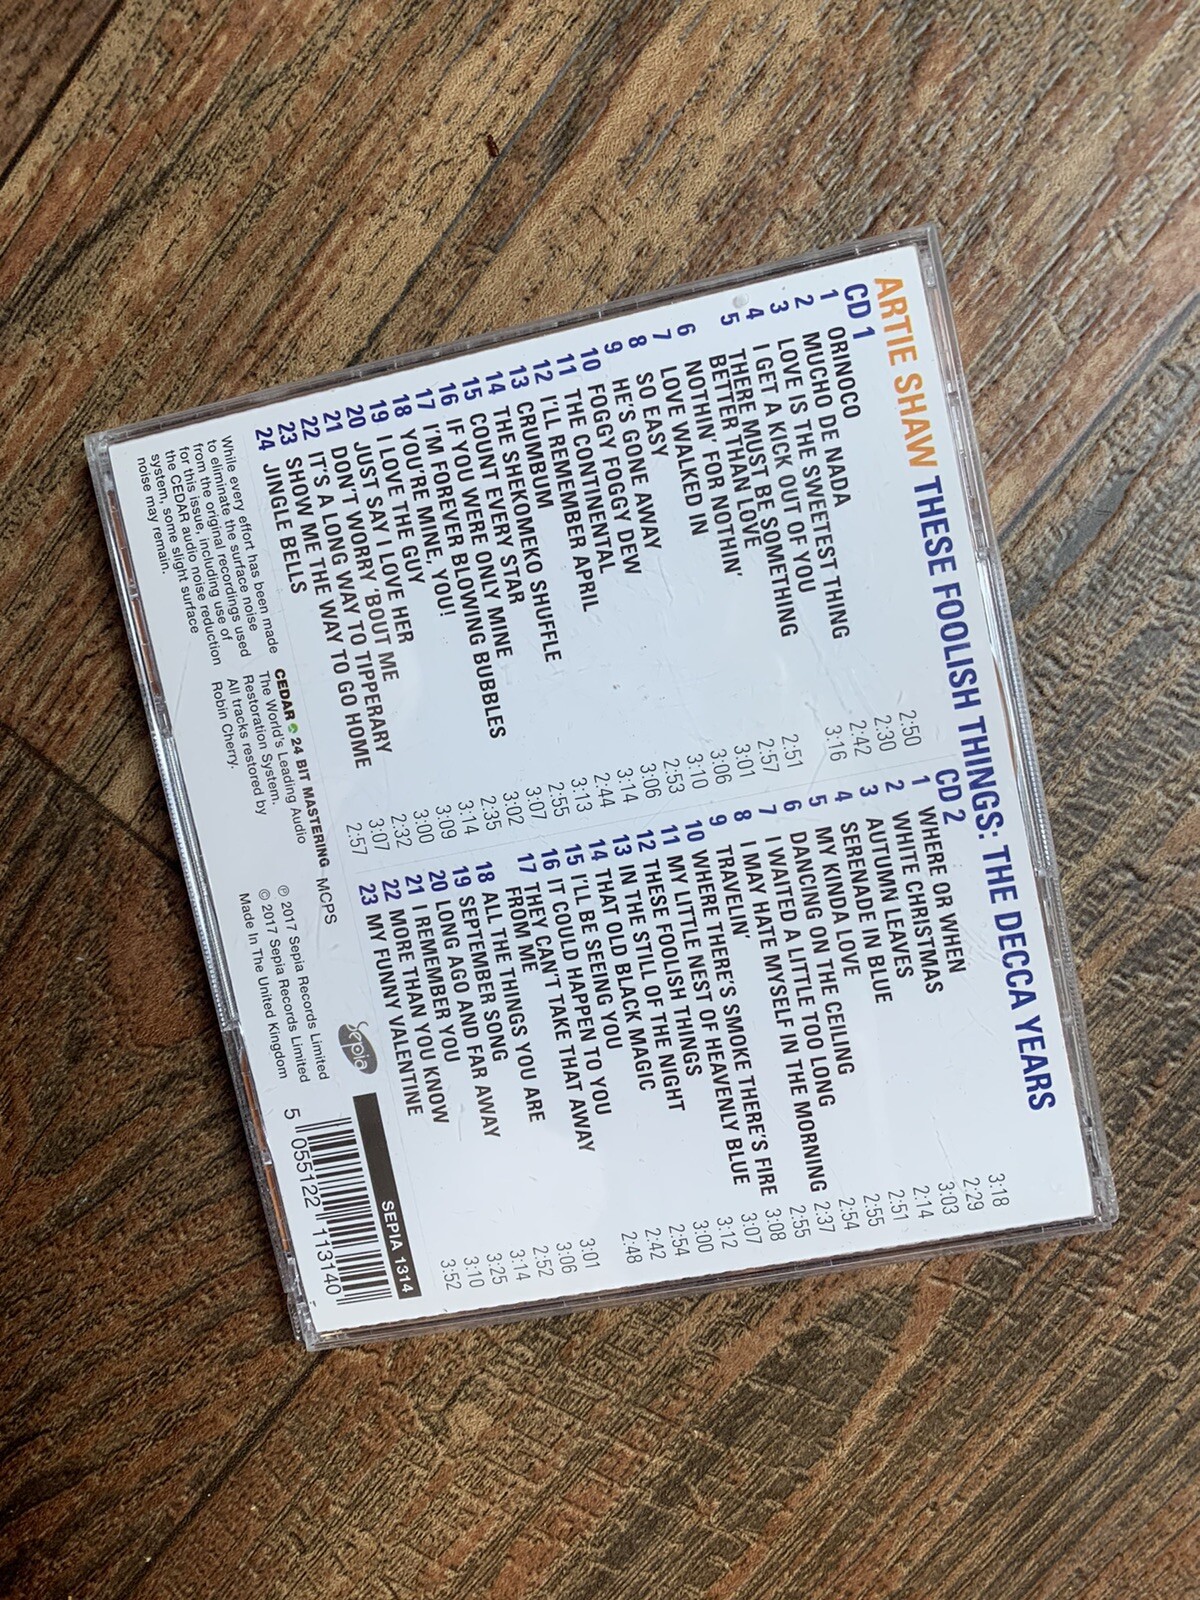 ARTIE SHAW THESE FOOLISH THINGS: THE DECCA YEARS
CD 1
1 ORINOCO 2:50
2 MUCHO DE NADA 2:30
3 LOVE IS THE SWEETEST THING 2:42
4 I GET A KICK OUT OF YOU 3:16
5 THERE MUST BE SOMETHING
BETTER THAN LOVE 2:51
6 NOTHIN' FOR NOTHIN' 2:57
7 LOVE WALKED IN 3:01
8 SO EASY 3:06
9 HE'S GONE AWAY 3:10
10 FOGGY FOGGY DEW 2:53
11 THE CONTINENTAL 3:06
12 I'LL REMEMBER APRIL 3:14
13 CRUMBUM 2:44
14 THE SHEKOMEKO SHUFFLE 3:13
15 COUNT EVERY STAR 2:55
16 IF YOU WERE ONLY MINE 3:07
17 I'M FOREVER BLOWING BUBBLES 3:02
18 YOU'RE MINE, YOU! 2:35
19 I LOVE THE GUY 3:14
20 JUST SAY I LOVE HER 3:09
21 DON'T WORRY 'BOUT ME 3:00
22 IT'S A LONG WAY TO TIPPERARY 2:32
23 SHOW ME THE WAY TO GO HOME 3:07
24 JINGLE BELLS 2:57
CD 2
1 WHERE OR WHEN 3:18
2 WHITE CHRISTMAS 2:29
3 AUTUMN LEAVES 3:03
4 SERENADE IN BLUE 2:14
5 MY KINDA LOVE 2:51
6 DANCING ON THE CEILING 2:55
7 I WAITED A LITTLE TOO LONG 2:54
8 I MAY HATE MYSELF IN THE MORNING 2:37
9 TRAVELIN' 2:55
10 WHERE THERE'S SMOKE THERE'S FIRE 3:08
11 MY LITTLE NEST OF HEAVENLY BLUE 3:07
12 THESE FOOLISH THINGS 3:12
13 IN THE STILL OF THE NIGHT 3:00
14 THAT OLD BLACK MAGIC 2:54
15 I'LL BE SEEING YOU 2:42
16 IT COULD HAPPEN TO YOU 2:48
17 THEY CAN'T TAKE THAT AWAY
FROM ME 3:01
18 ALL THE THINGS YOU ARE 3:06
19 SEPTEMBER SONG 2:52
20 LONG AGO AND FAR AWAY 3:14
21 I REMEMBER YOU 3:25
22 MORE THAN YOU KNOW 3:10
23 MY FUNNY VALENTINE 3:52
While every effort has been made
to eliminate the surface noise
from the original recordings used
for this issue, including use of
the CEDAR audio noise reduction
system, some slight surface
noise may remain.
CEDAR 24 BIT MASTERING
The World's Leading Audio
Restoration System.
All tracks restored by
Robin Cherry.
MCPS
℗ 2017 Sepia Records Limited
© 2017 Sepia Records Limited
Made In The United Kingdom
Sepia
SEPIA 1314
5 055122 113140